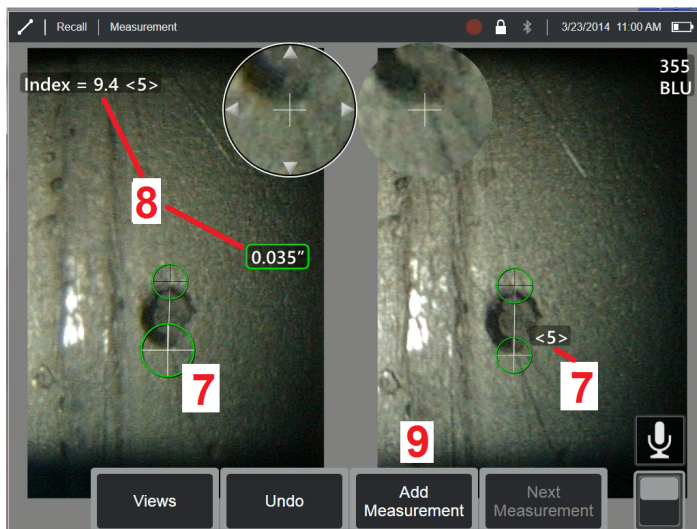 Recall | Measurement
3/23/2014 11:00 AM
Index = 9.4 <5>
355
BLU
8
0.035"
<5>
7
7
9
Views
Undo
Add
Measurement
Next
Measurement